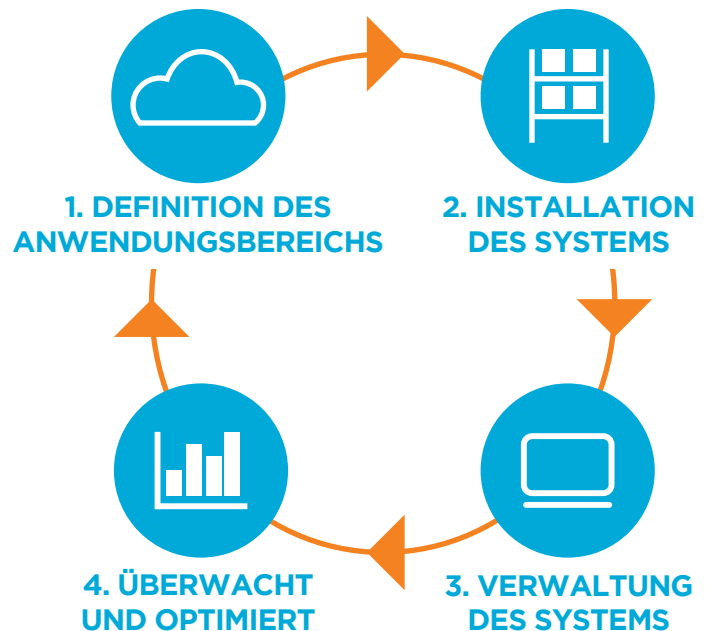 1. DEFINITION DES
ANWENDUNGSBEREICHS
2. INSTALLATION
DES SYSTEMS
3. VERWALTUNG
DES SYSTEMS
4. ÜBERWACHT
UND OPTIMIERT